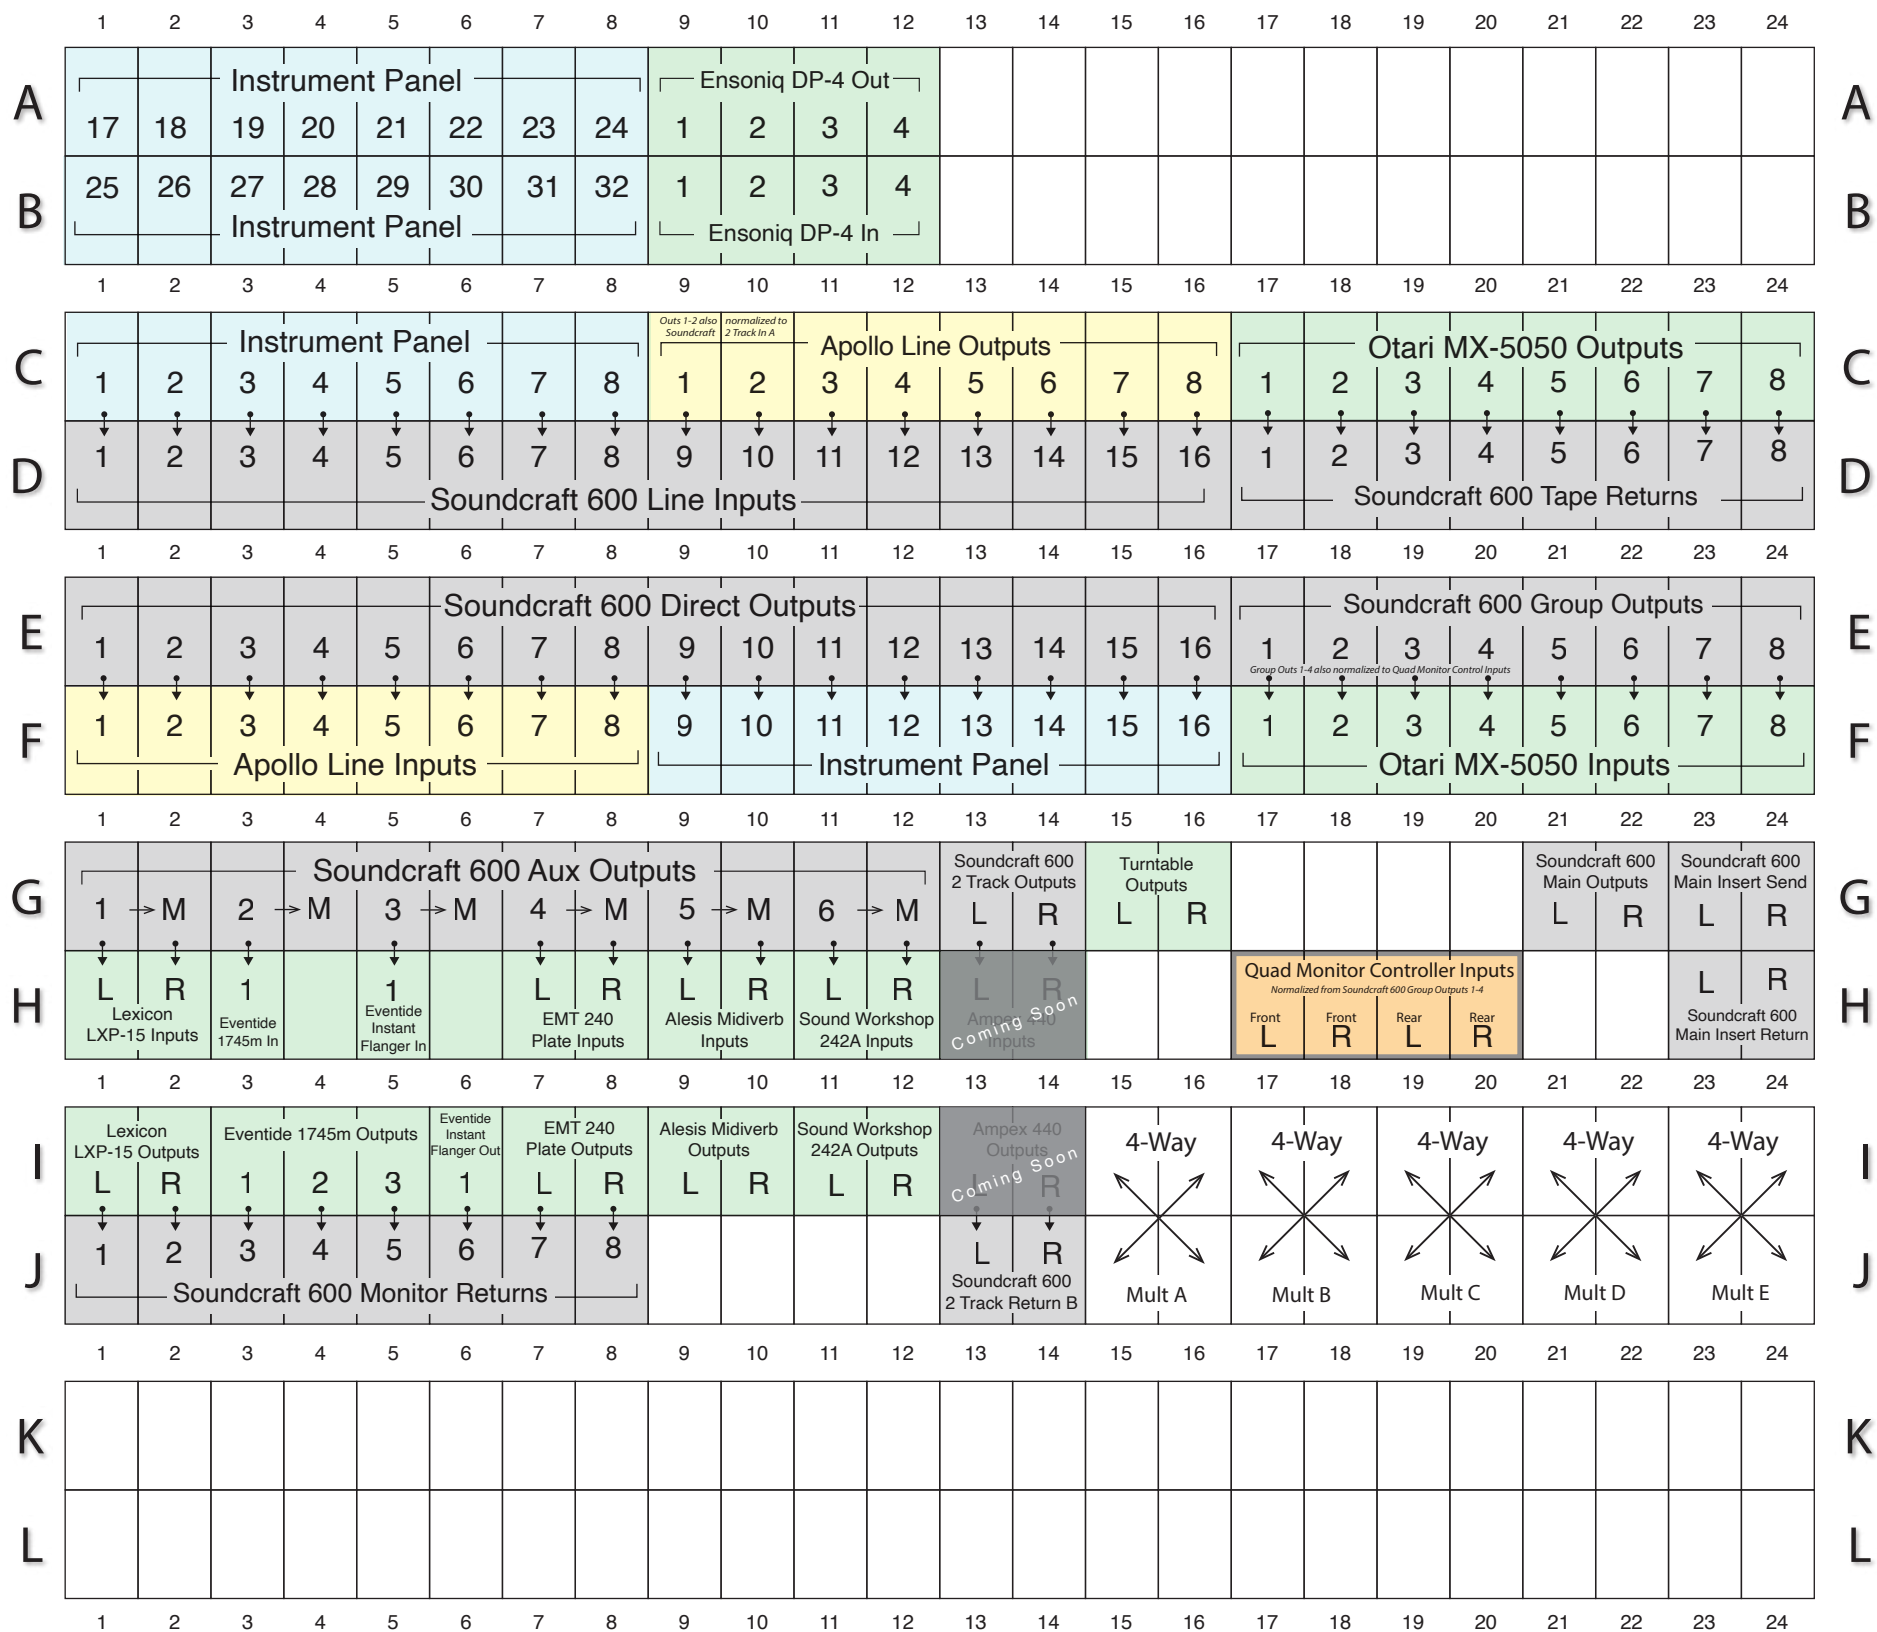 1 2 3 4 5 6 7 8 9 10 11 12 13 14 15 16 17 18 19 20 21 22 23 24
A Instrument Panel Ensoniq DP-4 Out A
17 18 19 20 21 22 23 24 1 2 3 4
B 25 26 27 28 29 30 31 32 1 2 3 4 B
Instrument Panel Ensoniq DP-4 In
1 2 3 4 5 6 7 8 9 10 11 12 13 14 15 16 17 18 19 20 21 22 23 24
Outs 1-2 also normalized to
Soundcraft 2 Track In A
C Instrument Panel Apollo Line Outputs Otari MX-5050 Outputs C
1 2 3 4 5 6 7 8 1 2 3 4 5 6 7 8 1 2 3 4 5 6 7 8
D 1 2 3 4 5 6 7 8 9 10 11 12 13 14 15 16 1 2 3 4 5 6 7 8 D
Soundcraft 600 Line Inputs Soundcraft 600 Tape Returns
1 2 3 4 5 6 7 8 9 10 11 12 13 14 15 16 17 18 19 20 21 22 23 24
E Soundcraft 600 Direct Outputs Soundcraft 600 Group Outputs E
1 2 3 4 5 6 7 8 9 10 11 12 13 14 15 16 1 2 3 4 5 6 7 8
Group Outs 1-4 also normalized to Quad Monitor Control Inputs
F 1 2 3 4 5 6 7 8 9 10 11 12 13 14 15 16 1 2 3 4 5 6 7 8 F
Apollo Line Inputs Instrument Panel Otari MX-5050 Inputs
1 2 3 4 5 6 7 8 9 10 11 12 13 14 15 16 17 18 19 20 21 22 23 24
G Soundcraft 600 Aux Outputs G
1 → M 2 → M 3 → M 4 → M 5 → M 6 → M
Soundcraft 600
2 Track Outputs
L R
Turntable
Outputs
L R
Soundcraft 600
Main Outputs
L R
Soundcraft 600
Main Insert Send
L R
H H
L R
Lexicon
LXP-15 Inputs
1
Eventide
1745m In
1
Eventide
Instant
Flanger In
L R
EMT 240
Plate Inputs
L R
Alesis Midiverb
Inputs
L R
Sound Workshop
242A Inputs
L R
Ampex 440
Inputs
Coming Soon
Quad Monitor Controller Inputs
Normalized from Soundcraft 600 Group Outputs 1-4
Front Front Rear Rear
L R L R
L R
Soundcraft 600
Main Insert Return
1 2 3 4 5 6 7 8 9 10 11 12 13 14 15 16 17 18 19 20 21 22 23 24
I I
Lexicon
LXP-15 Outputs
L R
Eventide 1745m Outputs
1 2 3
Eventide
Instant
Flanger Out
1
EMT 240
Plate Outputs
L R
Alesis Midiverb
Outputs
L R
Sound Workshop
242A Outputs
L R
Ampex 440
Outputs
L R
Coming Soon
4-Way 4-Way 4-Way 4-Way 4-Way
J 1 2 3 4 5 6 7 8 J
Soundcraft 600 Monitor Returns
L R
Soundcraft 600
2 Track Return B
Mult A Mult B Mult C Mult D Mult E
1 2 3 4 5 6 7 8 9 10 11 12 13 14 15 16 17 18 19 20 21 22 23 24
K K
L L
1 2 3 4 5 6 7 8 9 10 11 12 13 14 15 16 17 18 19 20 21 22 23 24